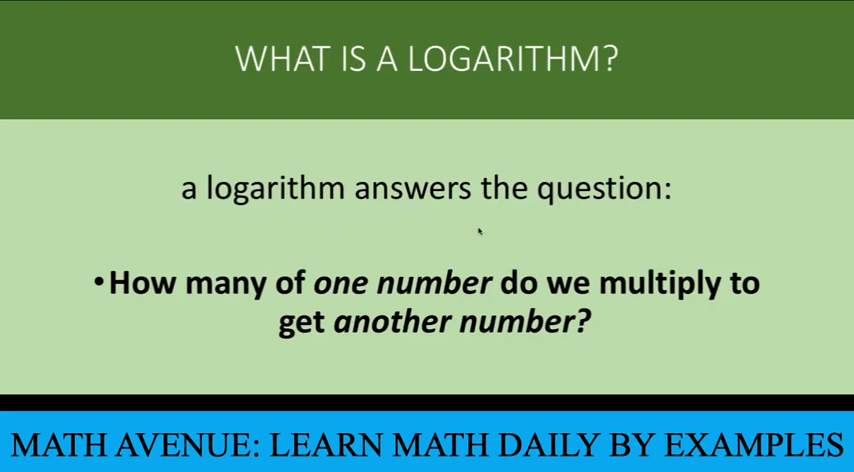 WHAT IS A LOGARITHM?
a logarithm answers the question:
•How many of one number do we multiply to
get another number?
MATH AVENUE: LEARN MATH DAILY BY EXAMPLES